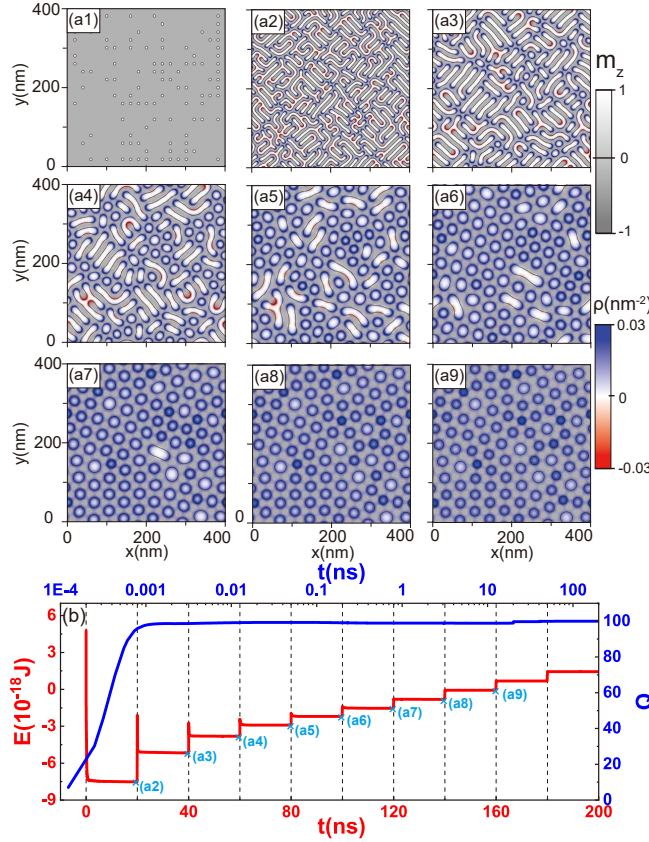 (a1) (a2) (a3)
400
200
0
y(nm)
m_z
1
0
-1
(a4) (a5) (a6)
400
200
0
y(nm)
ρ(nm⁻²)
0.03
0
-0.03
(a7) (a8) (a9)
400
200
0
y(nm)
0 200 400 0 200 400 0 200 400
x(nm) x(nm) x(nm)
t(ns)
1E-4 0.001 0.01 0.1 1 10 100
(b)
6
3
0
-3
-6
-9
E(10⁻¹⁸J)
(a2) (a3) (a4) (a5) (a6) (a7) (a8) (a9)
100
80
60
40
20
0
Q
0 40 80 120 160 200
t(ns)